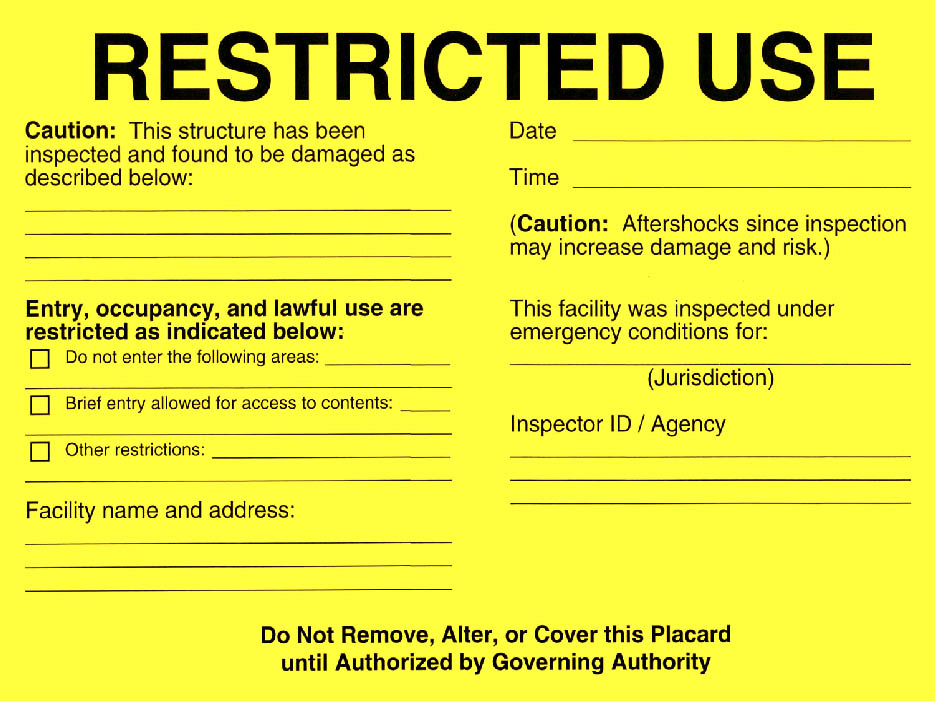 RESTRICTED USE
Caution: This structure has been
inspected and found to be damaged as
described below:
Entry, occupancy, and lawful use are
restricted as indicated below:
Do not enter the following areas:
Brief entry allowed for access to contents:
Other restrictions:
Facility name and address:
Date
Time
(Caution: Aftershocks since inspection
may increase damage and risk.)
This facility was inspected under
emergency conditions for:
(Jurisdiction)
Inspector ID / Agency
Do Not Remove, Alter, or Cover this Placard
until Authorized by Governing Authority